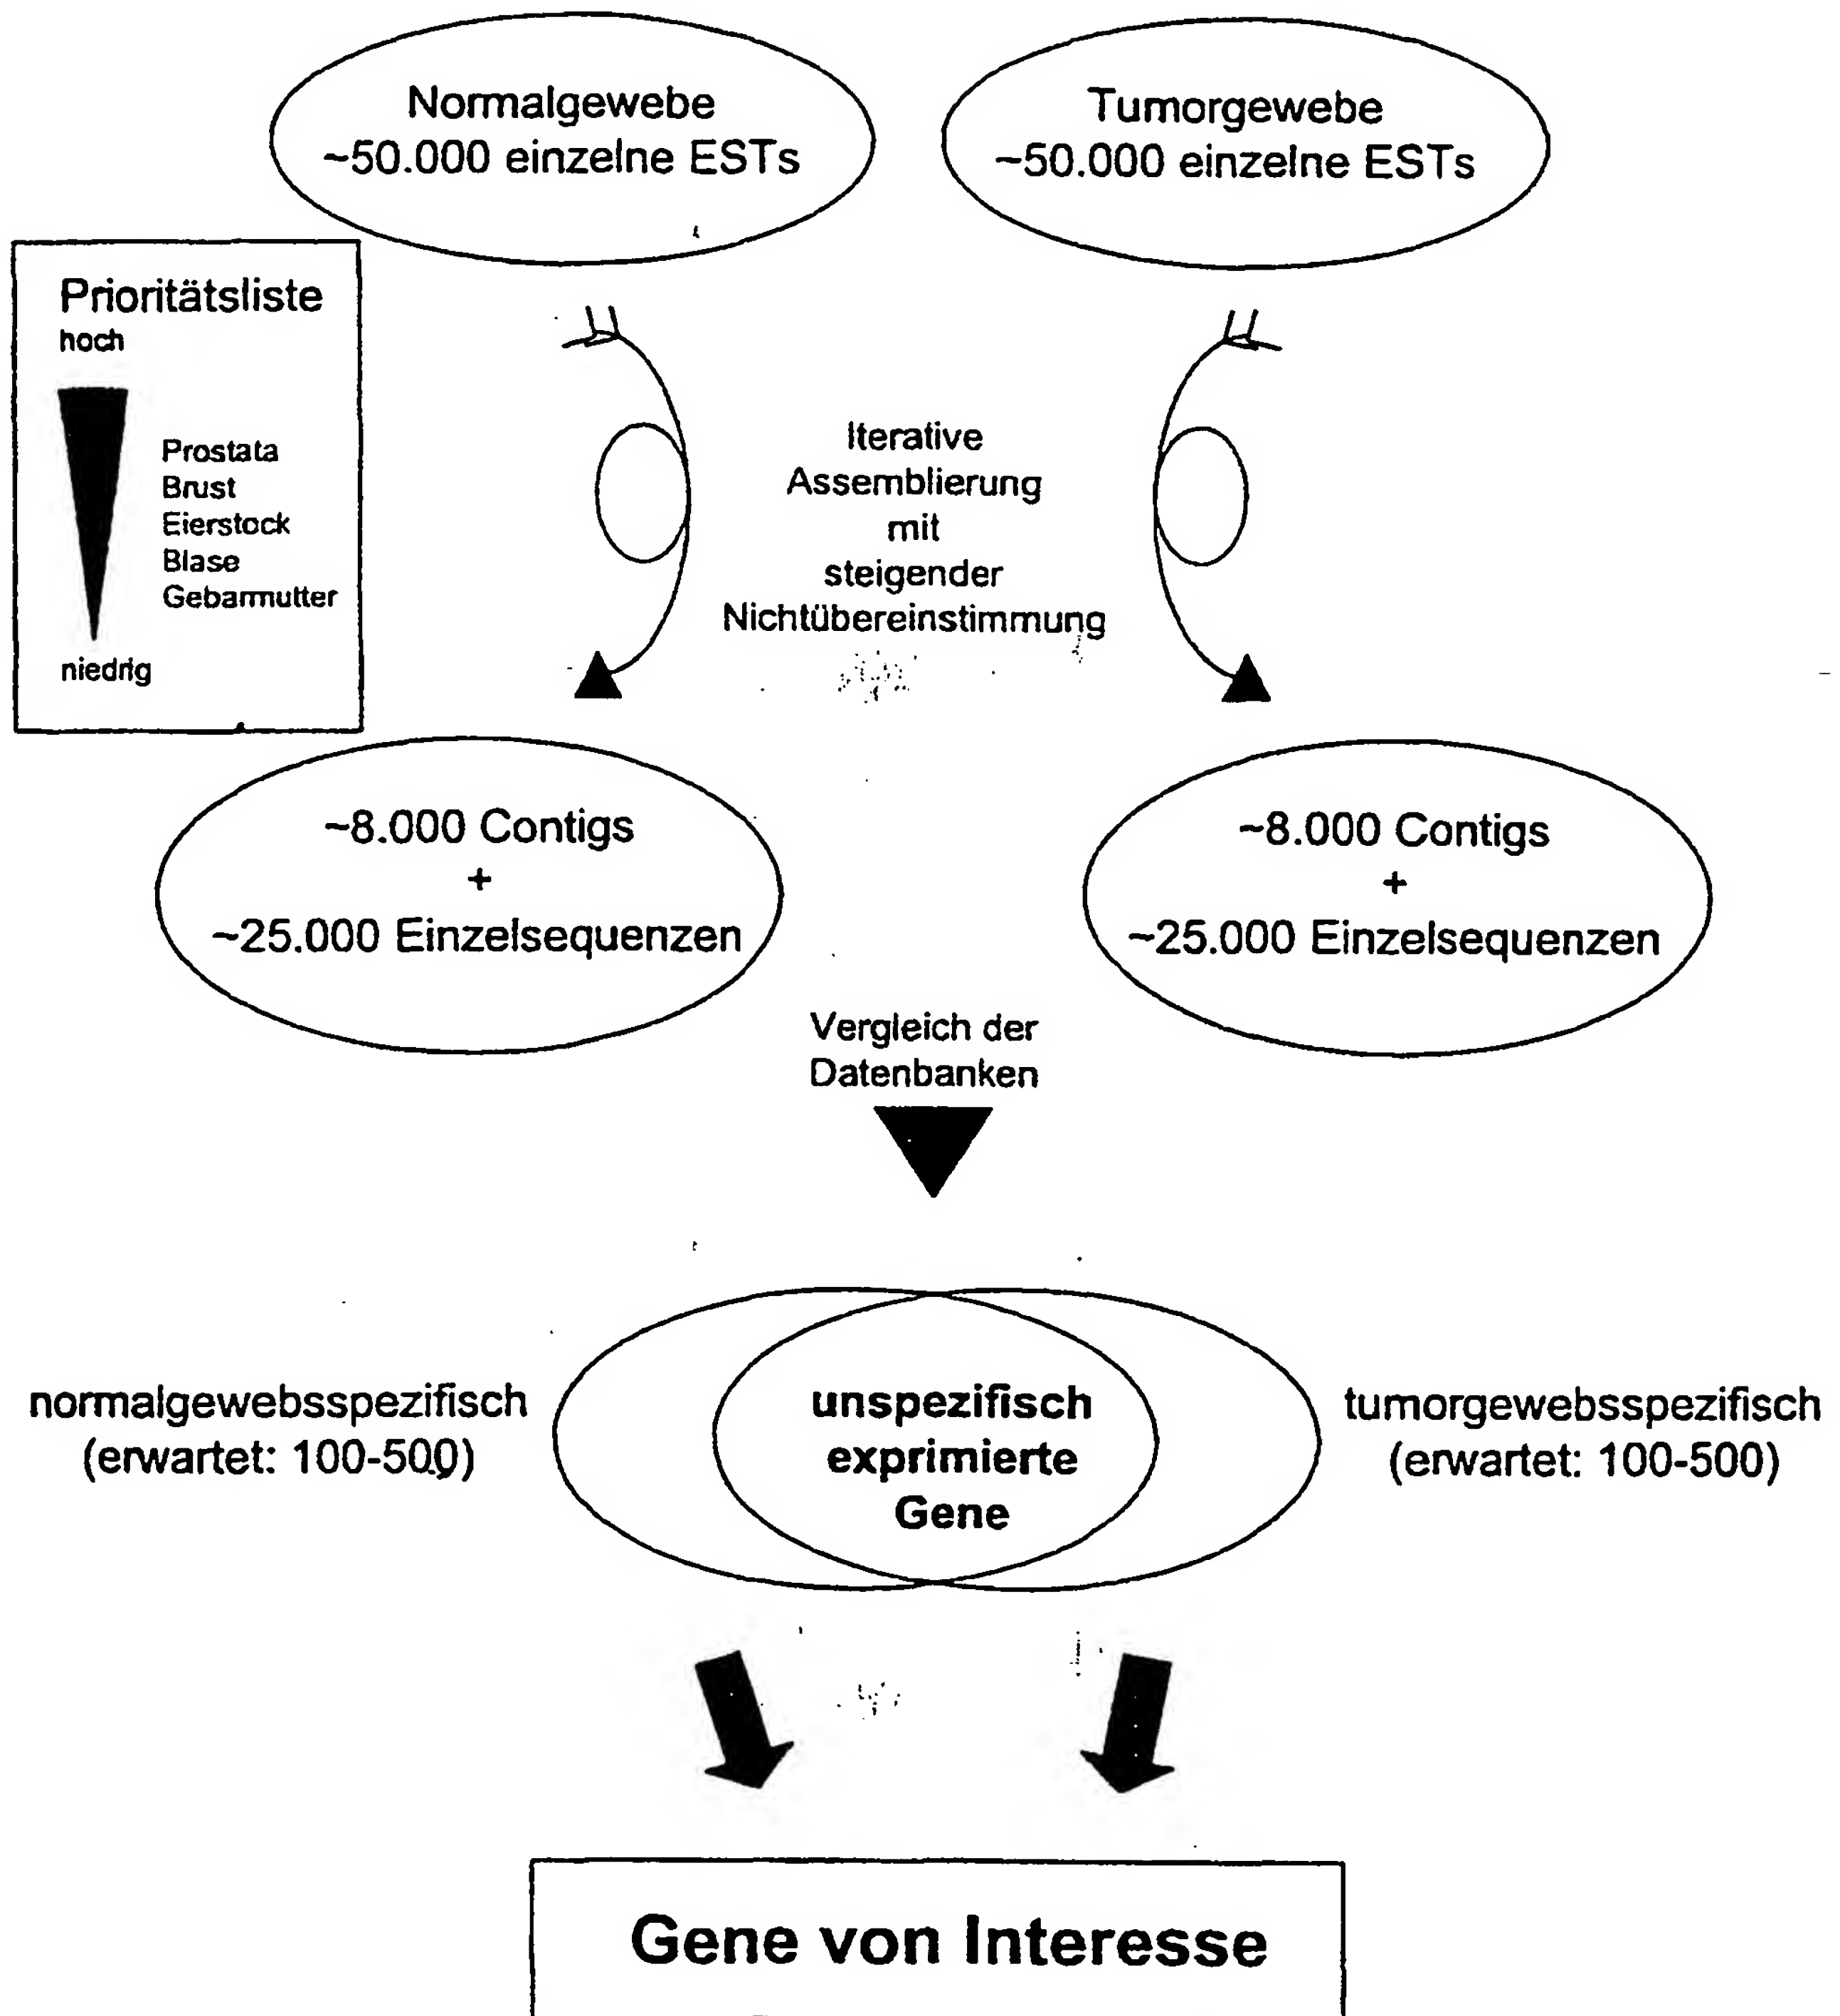 Normalgewebe
~50.000 einzelne ESTs
Tumorgewebe
~50.000 einzelne ESTs
Prioritätsliste
hoch
Prostata
Brust
Eierstock
Blase
Gebarmutter
niedrig
Iterative
Assemblierung
mit
steigender
Nichtübereinstimmung
~8.000 Contigs
+
~25.000 Einzelsequenzen
~8.000 Contigs
+
~25.000 Einzelsequenzen
Vergleich der
Datenbanken
normalgewebsspezifisch
(erwartet: 100-500)
unspezifisch
exprimierte
Gene
tumorgewebsspezifisch
(erwartet: 100-500)
Gene von Interesse